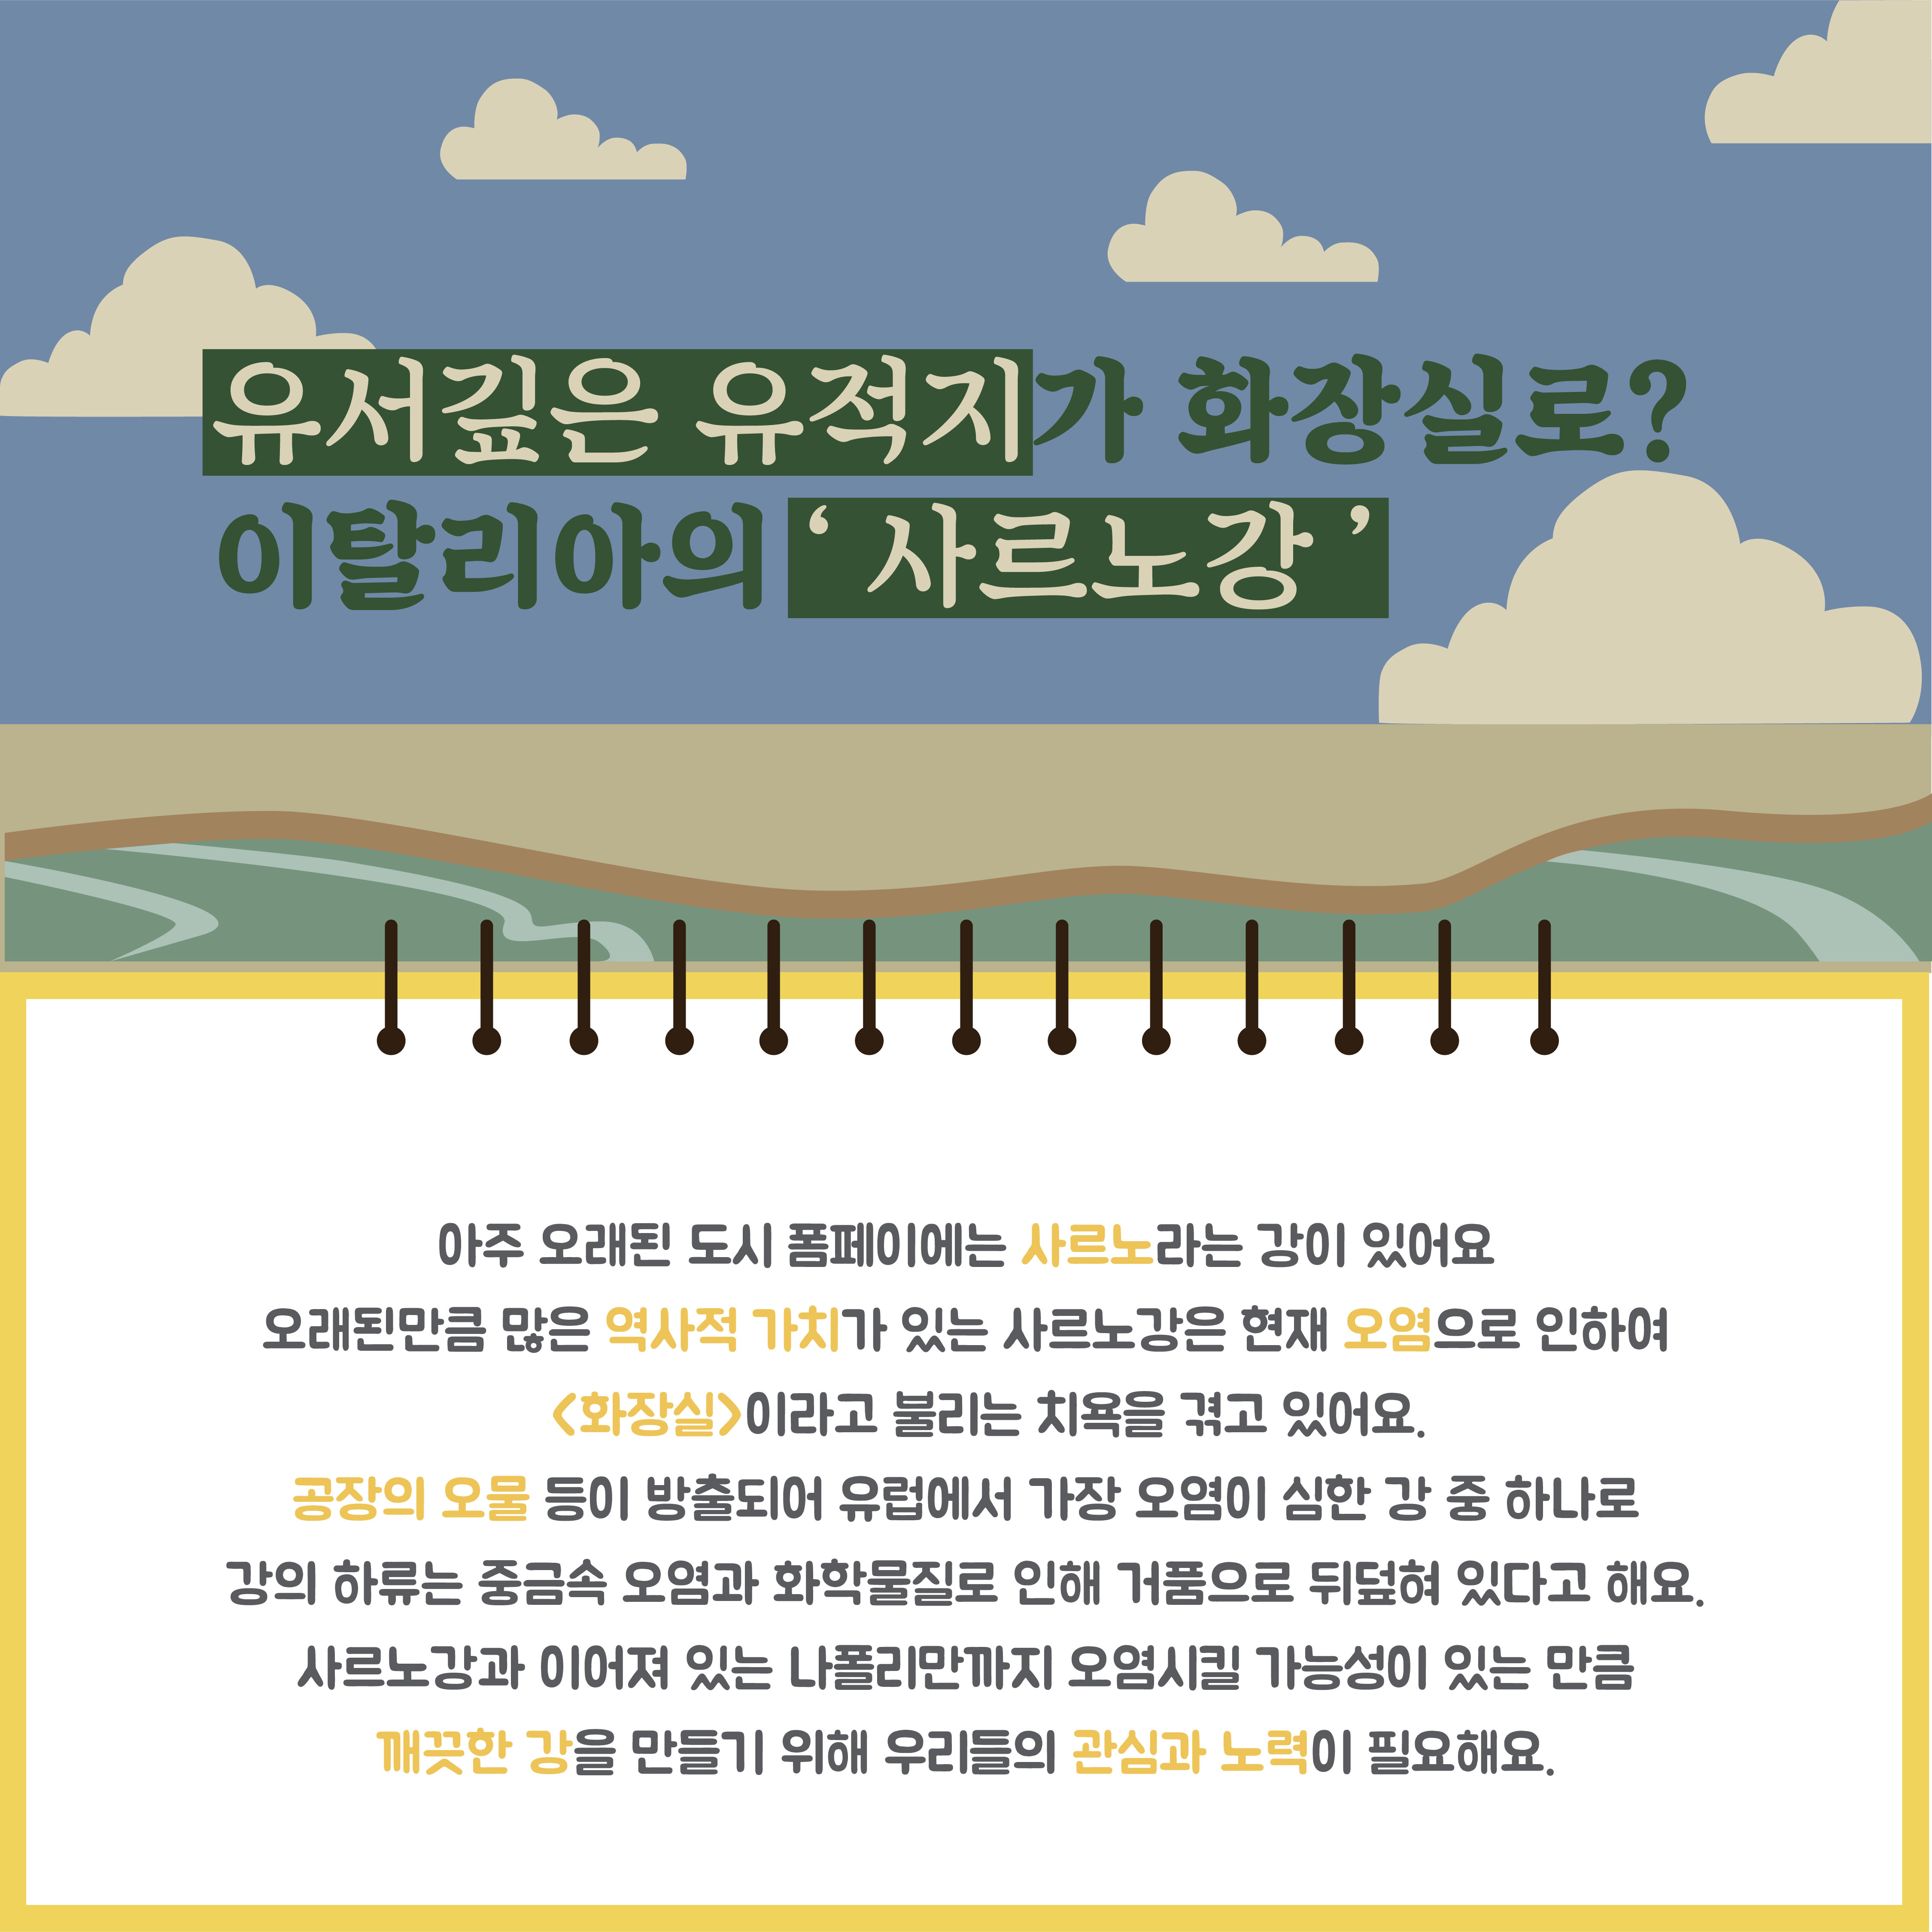 유서깊은 유적지가 화장실로?
이탈리아의 ‘사르노강’
아주 오래된 도시 폼페이에는 사르노라는 강이 있어요
오래된만큼 많은 역사적 가치가 있는 사르노강은 현재 오염으로 인하여
<화장실>이라고 불리는 치욕을 겪고 있어요.
공장의 오물 등이 방출되어 유럽에서 가장 오염이 심한 강 중 하나로
강의 하류는 중금속 오염과 화학물질로 인해 거품으로 뒤덮혀 있다고 해요.
사르노강과 이어져 있는 나폴리만까지 오염시킬 가능성이 있는 만큼
깨끗한 강을 만들기 위해 우리들의 관심과 노력이 필요해요.